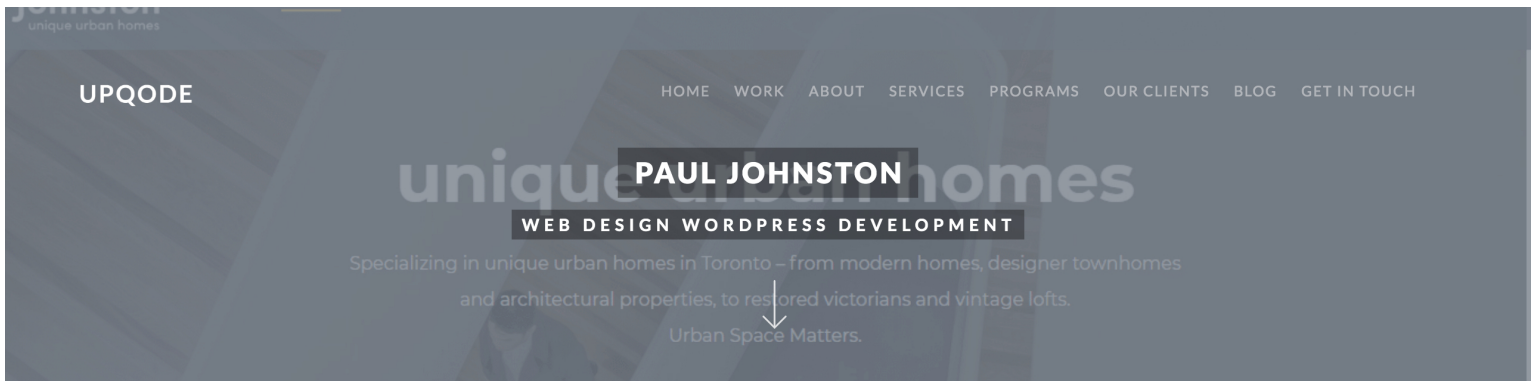 Johnston
unique urban homes
UPQODE
HOME WORK ABOUT SERVICES PROGRAMS OUR CLIENTS BLOG GET IN TOUCH
unique urban homes
PAUL JOHNSTON
WEB DESIGN WORDPRESS DEVELOPMENT
Specializing in unique urban homes in Toronto – from modern homes, designer townhomes
and architectural properties, to restored victorians and vintage lofts.
Urban Space Matters.